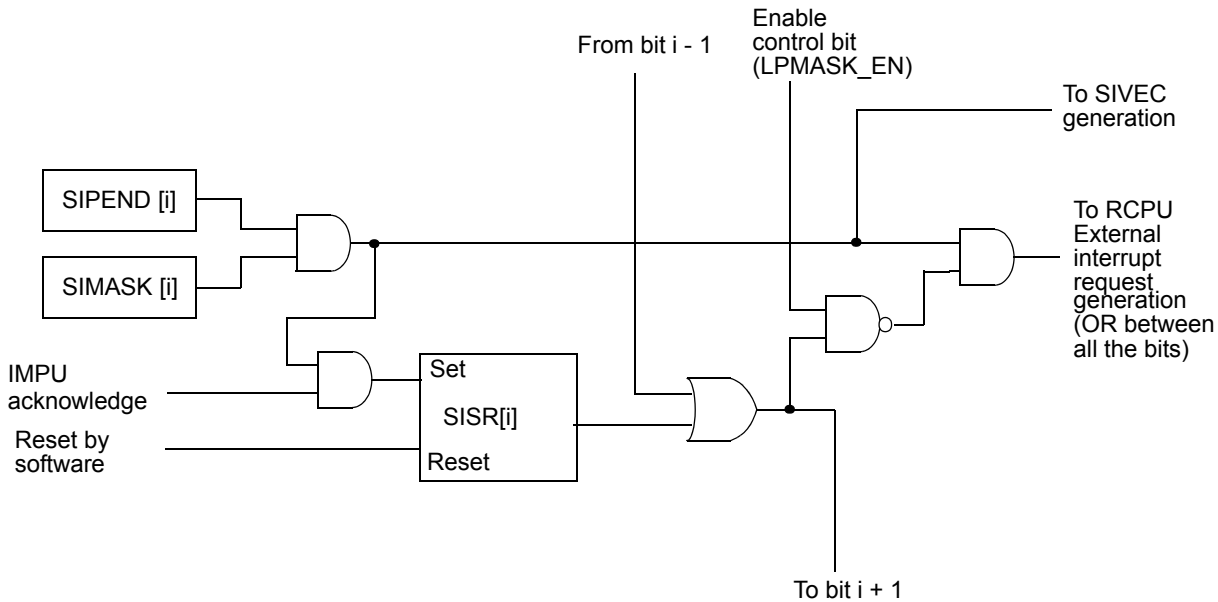 Enable
control bit
(LPMASK_EN)
From bit i - 1
To SIVEC
generation
SIPEND [i]
SIMASK [i]
To RCPU
External
interrupt
request
generation
(OR between
all the bits)
IMPU
acknowledge
Set
SISR[i]
Reset
Reset by
software
To bit i + 1